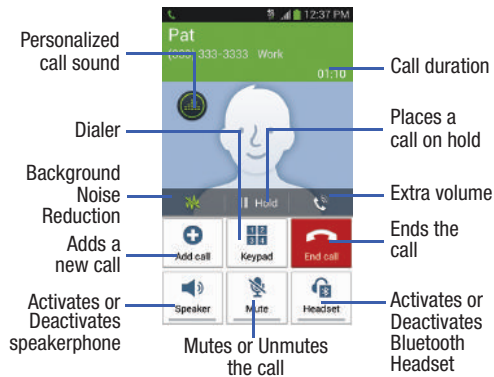 12:37 PM
Pat
(333) 333-3333 Work
01:10
Hold
Add call
Keypad
End call
Speaker
Mute
Headset
Personalized
call sound
Dialer
Background
Noise
Reduction
Adds a
new call
Activates or
Deactivates
speakerphone
Mutes or Unmutes
the call
Call duration
Places a
call on hold
Extra volume
Ends the
call
Activates or
Deactivates
Bluetooth
Headset